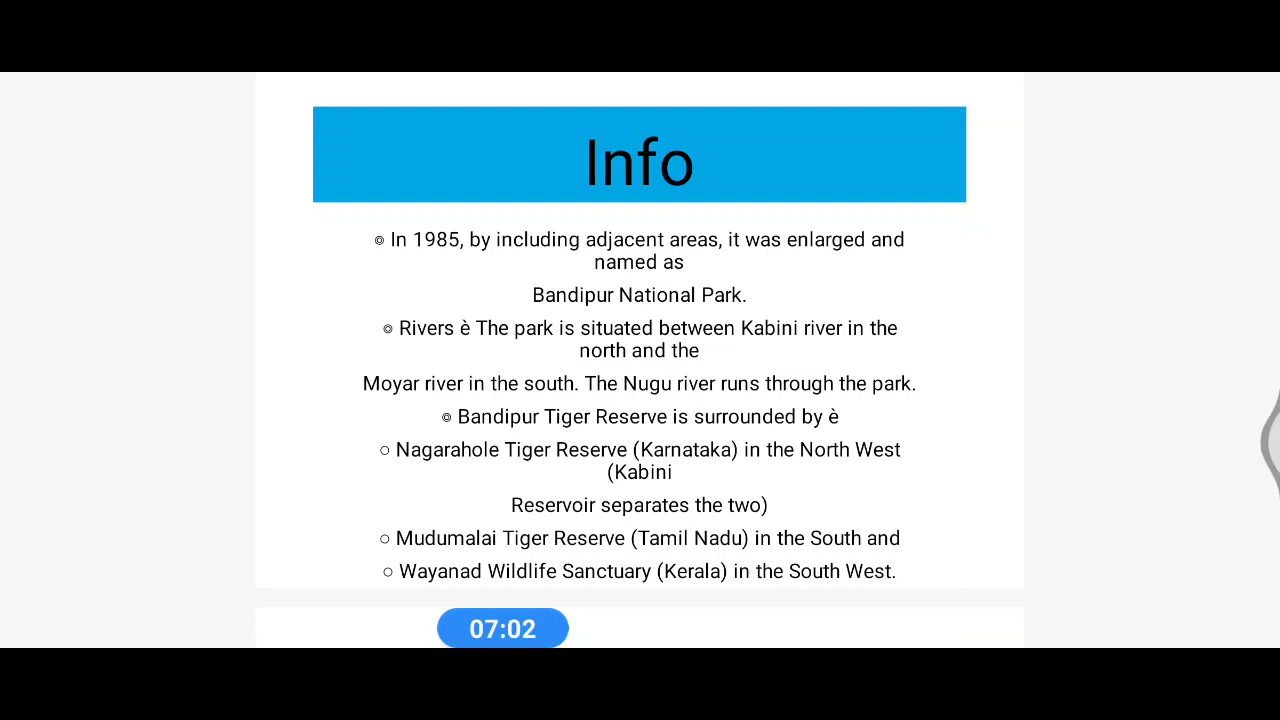 Info
⊚ In 1985, by including adjacent areas, it was enlarged and
named as
Bandipur National Park.
⊚ Rivers è The park is situated between Kabini river in the
north and the
Moyar river in the south. The Nugu river runs through the park.
⊚ Bandipur Tiger Reserve is surrounded by è
○ Nagarahole Tiger Reserve (Karnataka) in the North West
(Kabini
Reservoir separates the two)
○ Mudumalai Tiger Reserve (Tamil Nadu) in the South and
○ Wayanad Wildlife Sanctuary (Kerala) in the South West.
07:02